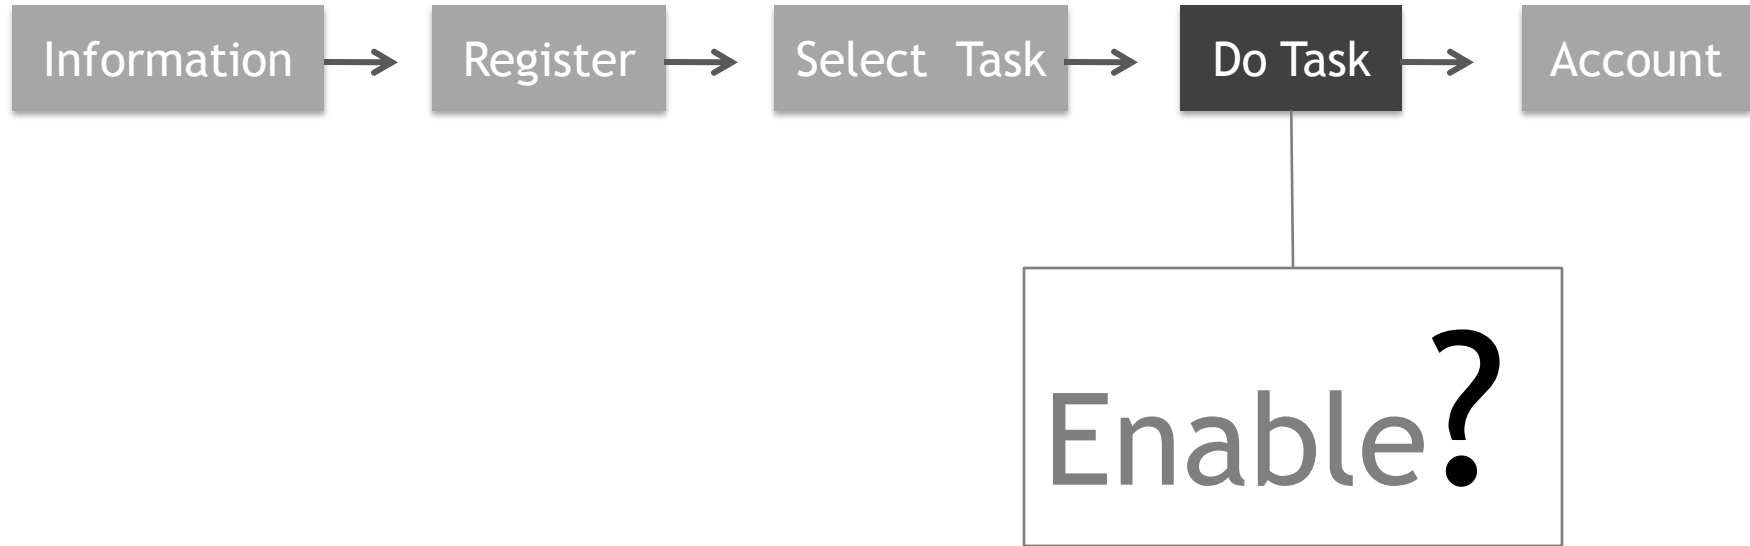 Information
Register
Select Task
Do Task
Account
Enable?